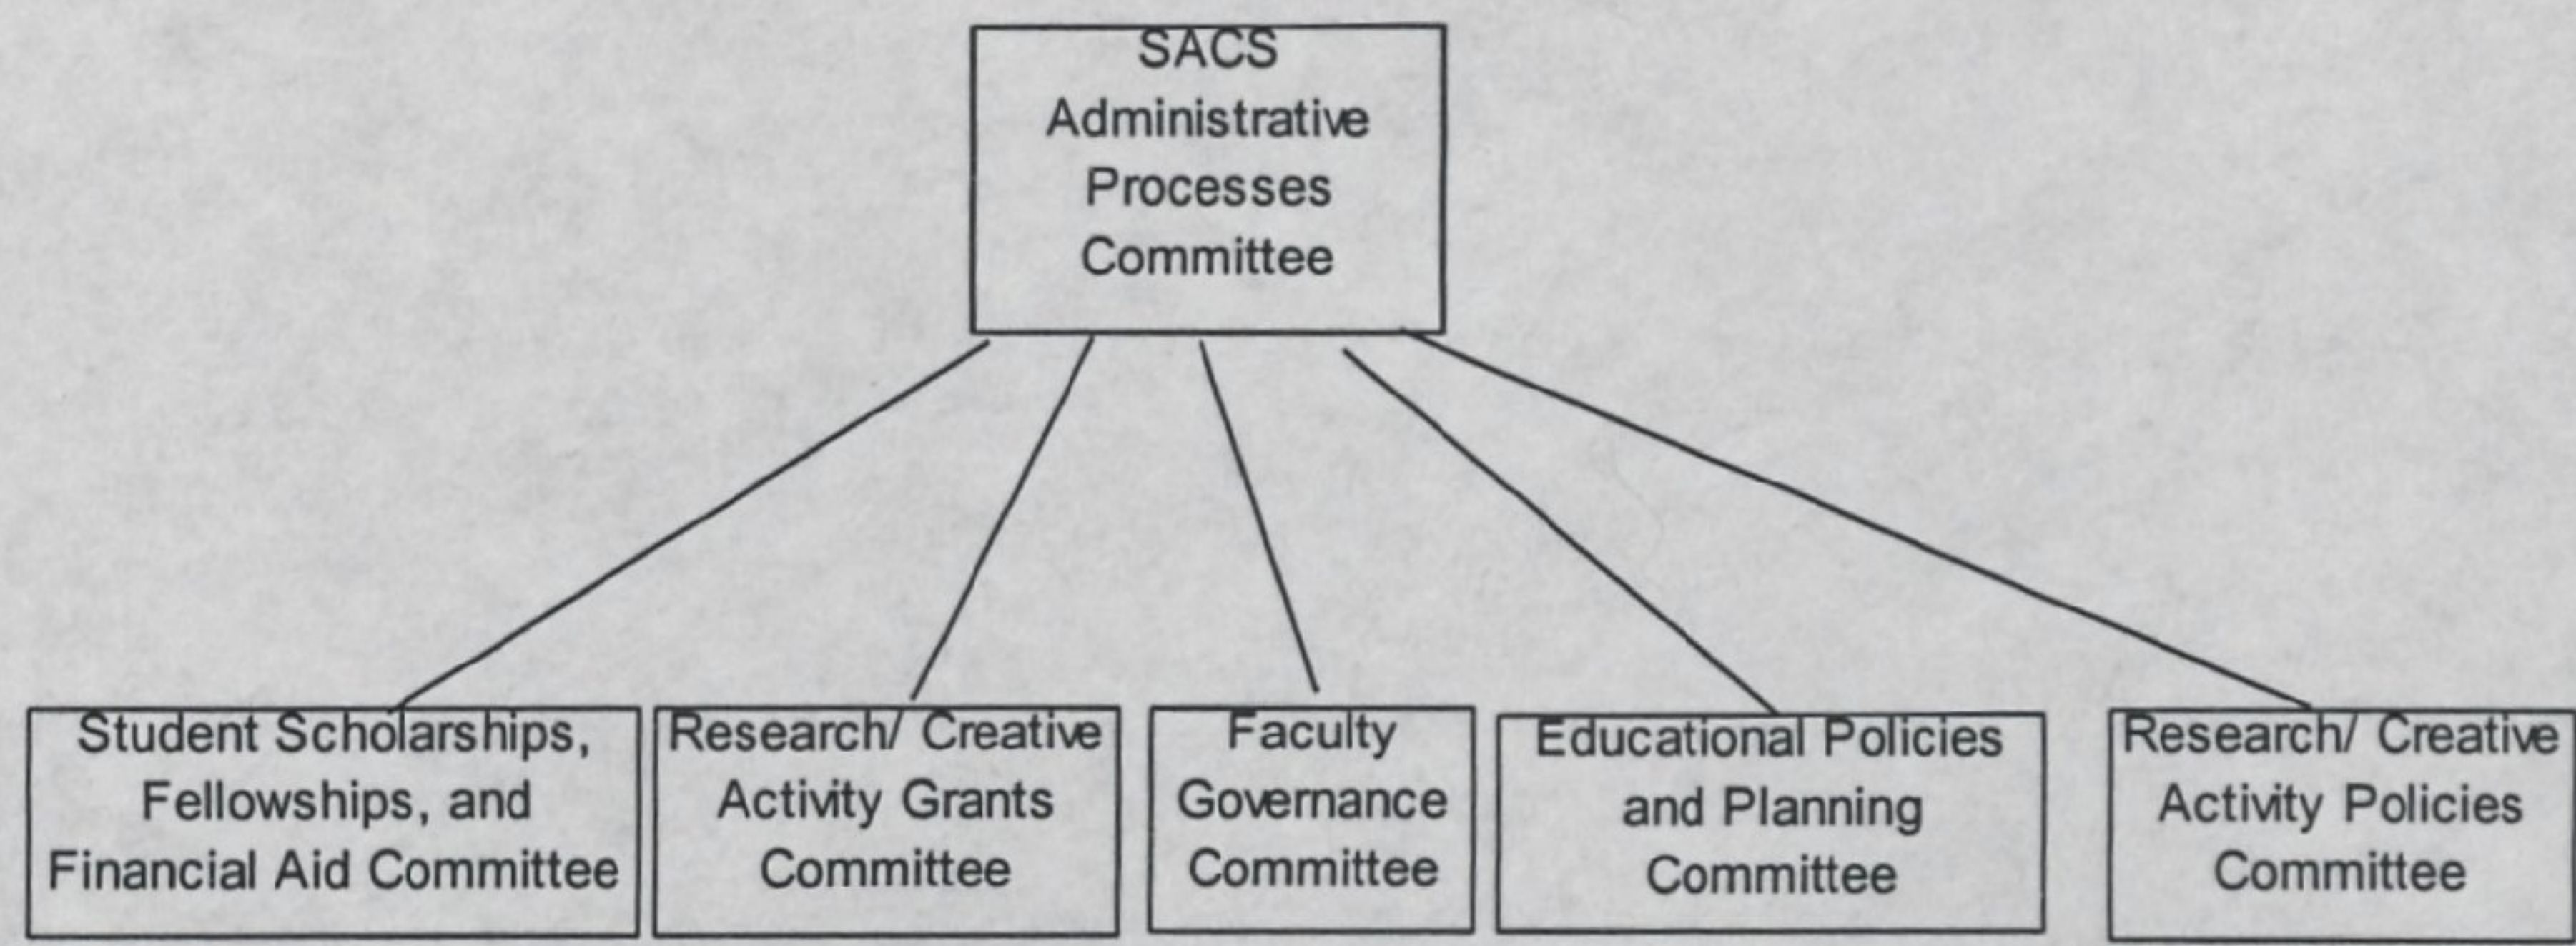 SACS
Administrative
Processes
Committee
Student Scholarships,
Fellowships, and
Financial Aid Committee
Research/ Creative
Activity Grants
Committee
Faculty
Governance
Committee
Educational Policies
and Planning
Committee
Research/ Creative
Activity Policies
Committee